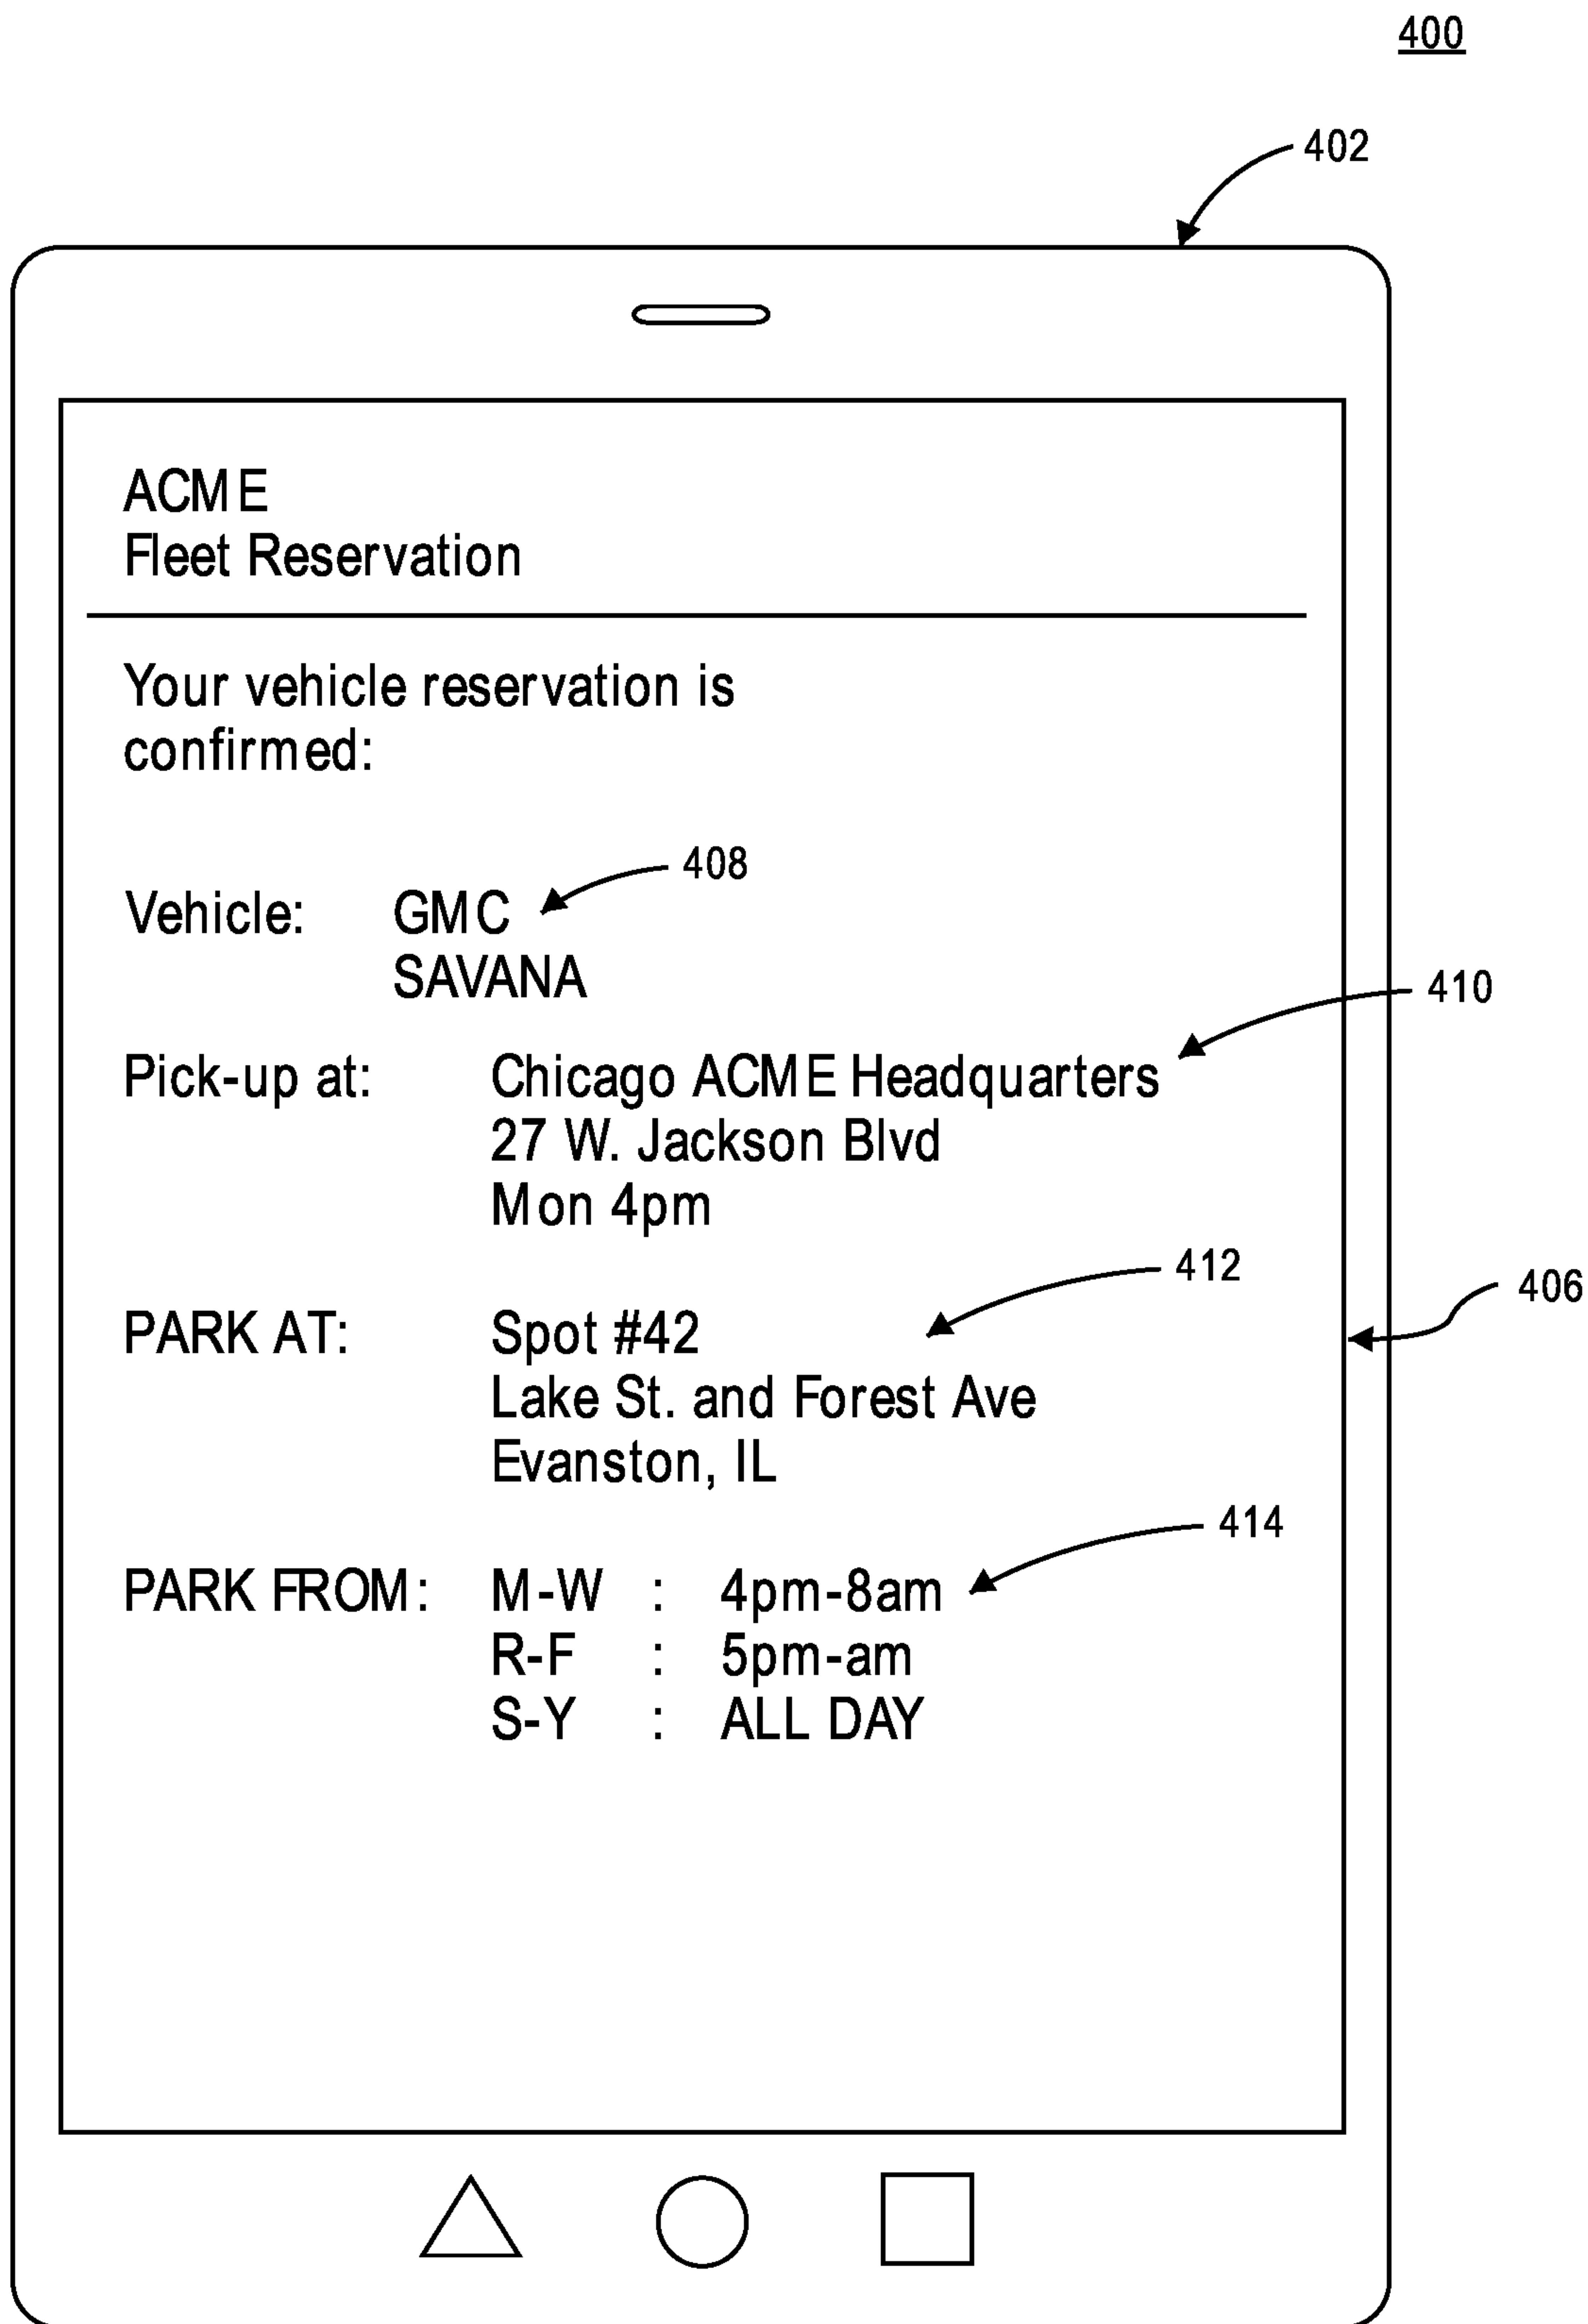 400
402
ACME
Fleet Reservation
Your vehicle reservation is
confirmed:
408
Vehicle: GMC
SAVANA
410
Pick-up at: Chicago ACME Headquarters
27 W. Jackson Blvd
Mon 4pm
412
406
PARK AT: Spot #42
Lake St. and Forest Ave
Evanston, IL
414
PARK FROM: M-W : 4pm-8am
R-F : 5pm-am
S-Y : ALL DAY